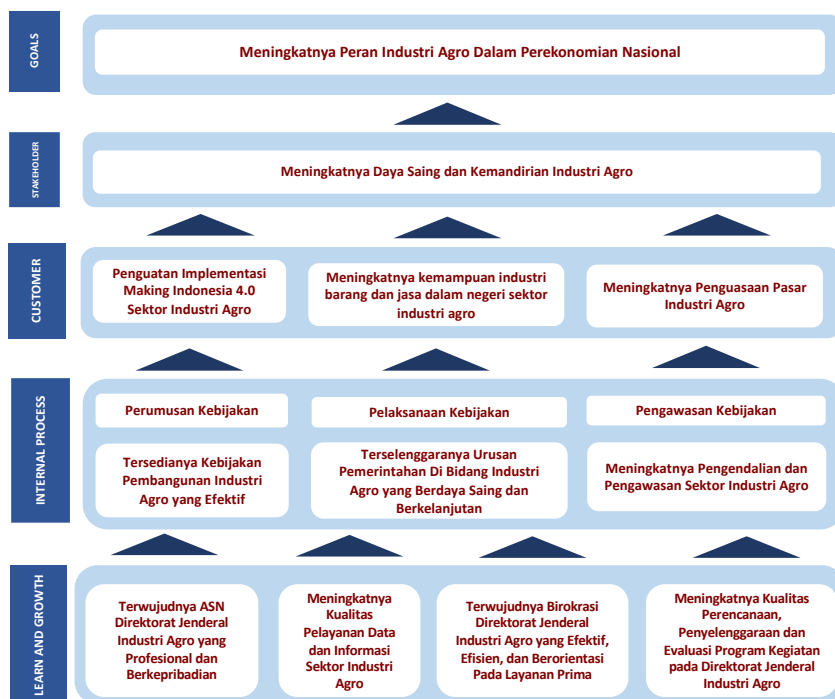 GOALS
Meningkatnya Peran Industri Agro Dalam Perekonomian Nasional
STAKEHOLDER
Meningkatnya Daya Saing dan Kemandirian Industri Agro
CUSTOMER
Penguatan Implementasi
Making Indonesia 4.0
Sektor Industri Agro
Meningkatnya kemampuan industri
barang dan jasa dalam negeri sektor
industri agro
Meningkatnya Penguasaan Pasar
Industri Agro
INTERNAL PROCESS
Perumusan Kebijakan
Pelaksanaan Kebijakan
Pengawasan Kebijakan
Tersedianya Kebijakan
Pembangunan Industri
Agro yang Efektif
Terselenggaranya Urusan
Pemerintahan Di Bidang Industri
Agro yang Berdaya Saing dan
Berkelanjutan
Meningkatnya Pengendalian dan
Pengawasan Sektor Industri Agro
LEARN AND GROWTH
Terwujudnya ASN
Direktorat Jenderal
Industri Agro yang
Profesional dan
Berkepribadian
Meningkatnya
Kualitas
Pelayanan Data
dan Informasi
Sektor Industri
Agro
Terwujudnya Birokrasi
Direktorat Jenderal
Industri Agro yang Efektif,
Efisien, dan Berorientasi
Pada Layanan Prima
Meningkatnya Kualitas
Perencanaan,
Penyelenggaraan dan
Evaluasi Program Kegiatan
pada Direktorat Jenderal
Industri Agro